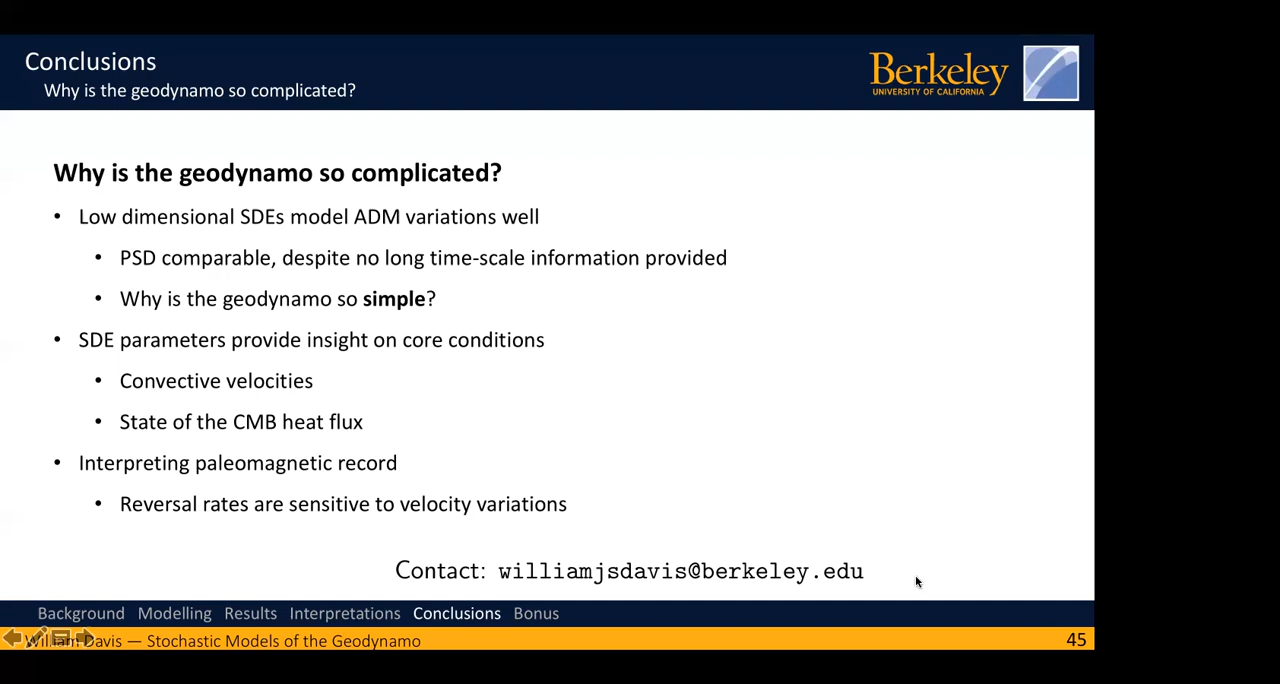 Conclusions
Why is the geodynamo so complicated?
Berkeley
UNIVERSITY OF CALIFORNIA
Why is the geodynamo so complicated?
• Low dimensional SDEs model ADM variations well
• PSD comparable, despite no long time-scale information provided
• Why is the geodynamo so simple?
• SDE parameters provide insight on core conditions
• Convective velocities
• State of the CMB heat flux
• Interpreting paleomagnetic record
• Reversal rates are sensitive to velocity variations
Contact: williamjsdavis@berkeley.edu
Background Modelling Results Interpretations Conclusions Bonus
William Davis — Stochastic Models of the Geodynamo 45